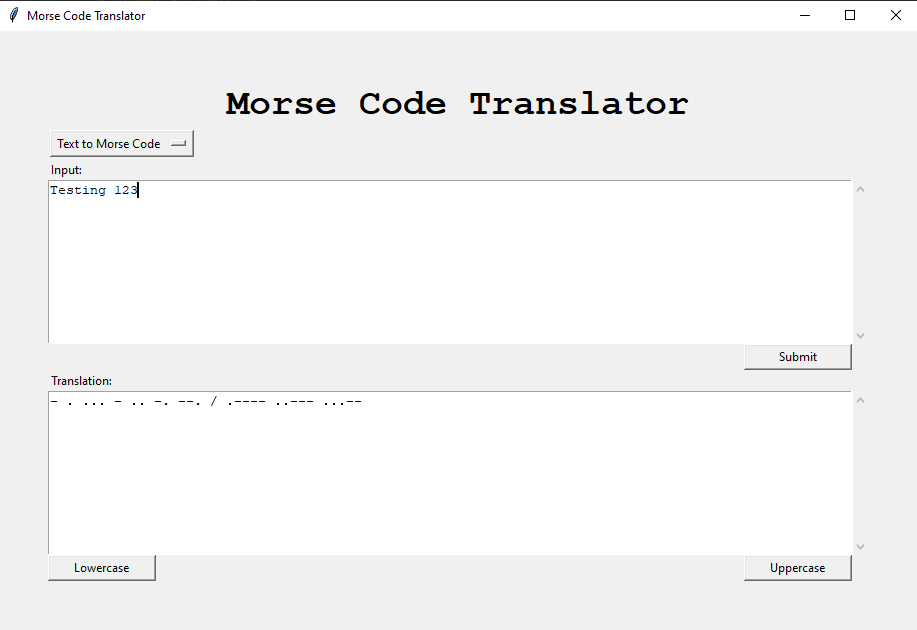 Morse Code Translator
Morse Code Translator
Text to Morse Code
Input:
Testing 123
Submit
Translation:
- . ... - .. -. --. / .---- ..--- ...--
Lowercase
Uppercase